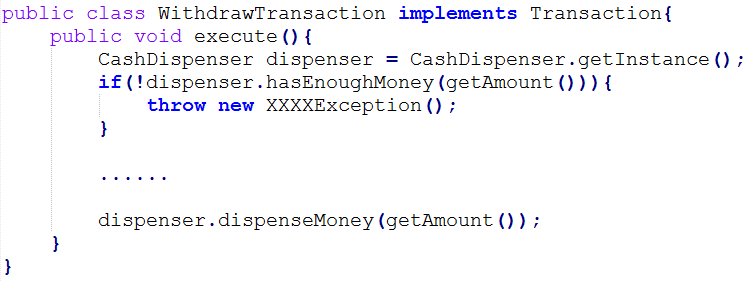 public class WithdrawTransaction implements Transaction{
    public void execute(){
        CashDispenser dispenser = CashDispenser.getInstance();
        if(!dispenser.hasEnoughMoney(getAmount())){
            throw new XXXXException();
        }
        ......
        dispenser.dispenseMoney(getAmount());
    }
}